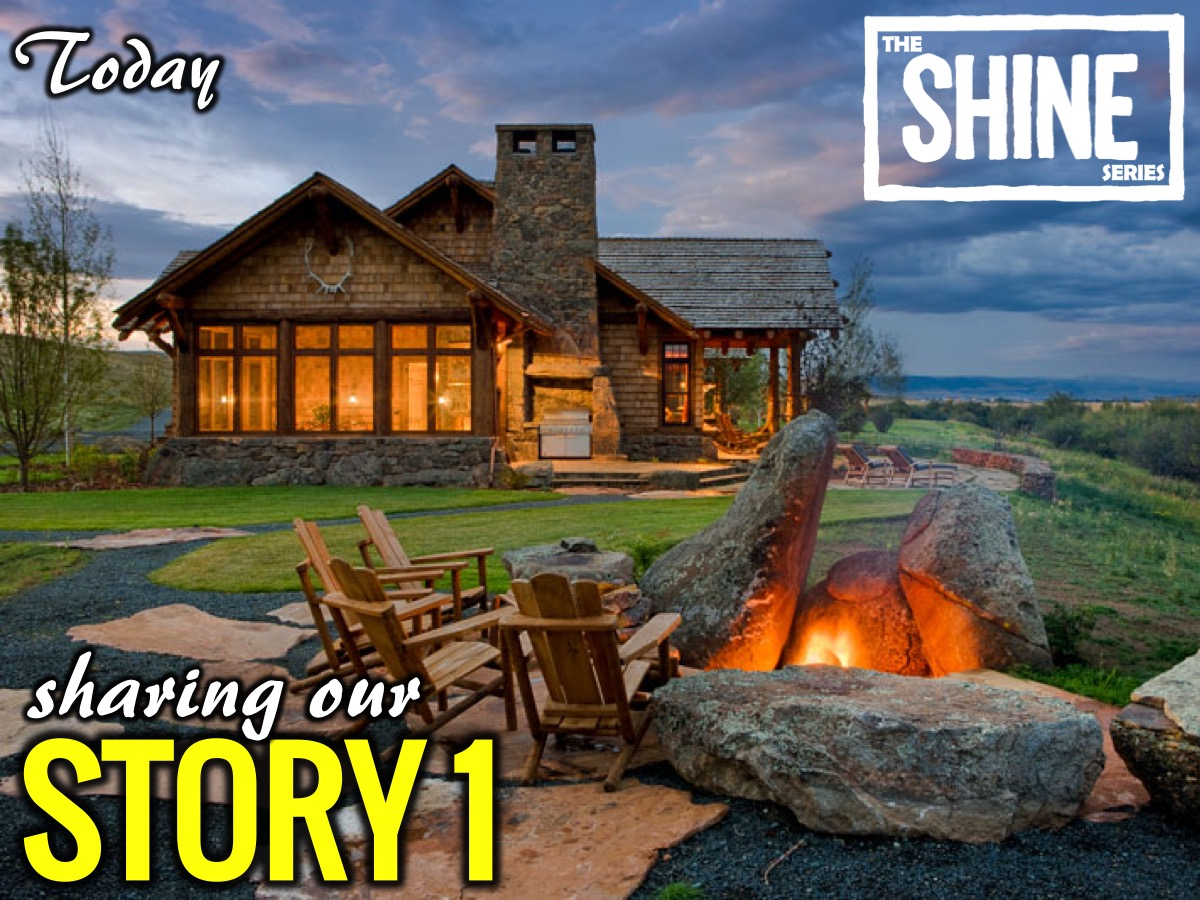 Today
THE
SHINE
SERIES
sharing our
STORY 1